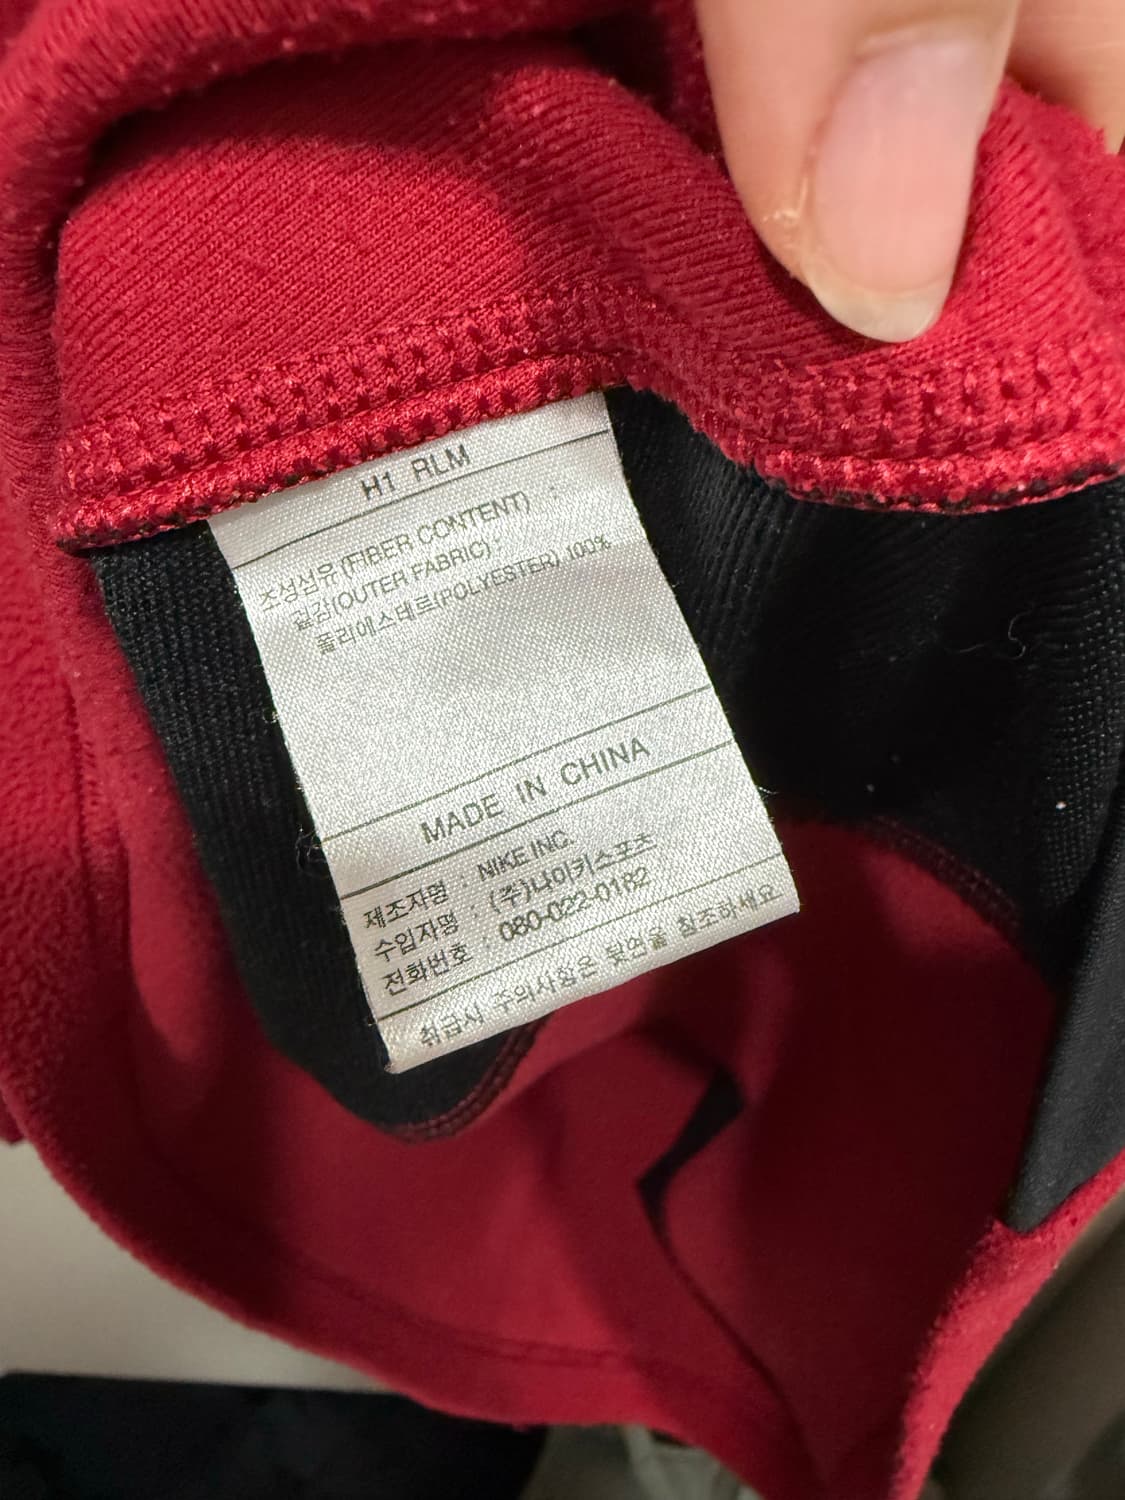 H1 RLM
조성섬유(FIBER CONTENT) :
겉감(OUTER FABRIC) :
폴리에스테르(POLYESTER) 100%
MADE IN CHINA
제조자명 : NIKE INC.
수입자명 : (주)나이키스포츠
전화번호 : 080-022-0182
취급시 주의사항은 뒷면을 참조하세요